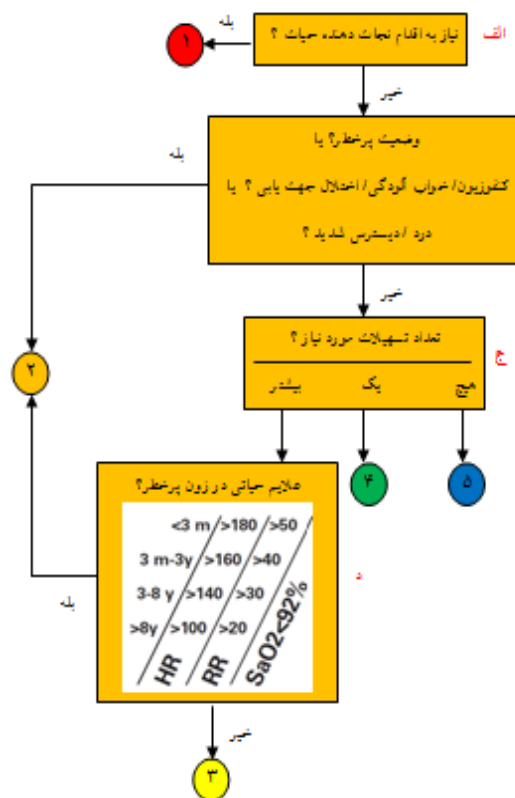 الف
نیاز به اقدام نجات دهنده حیات ؟
بله
۱
خیر
وضعیت پرخطر؟ یا
کنفوزیون/ خواب آلودگی/ اختلال جهت یابی ؟ یا
درد / دیسترس شدید ؟
بله
خیر
۲
ج
تعداد تسهیلات مورد نیاز ؟
هیچ یک بیشتر
۵
۴
د
علایم حیاتی در زون پرخطر؟
<3 m / >180 / >50
3 m-3y / >160 / >40
3-8 y / >140 / >30
>8y / >100 / >20
HR RR SaO2<92%
بله
خیر
۳